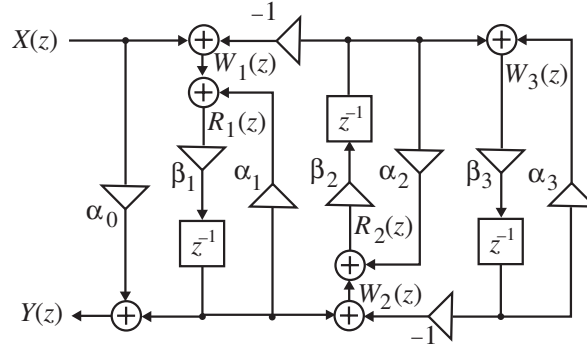 −1
X(z)
W₁(z)
W₃(z)
R₁(z)
z⁻¹
β₁
α₁
β₂
α₂
β₃
α₃
α₀
z⁻¹
R₂(z)
z⁻¹
W₂(z)
Y(z)
−1